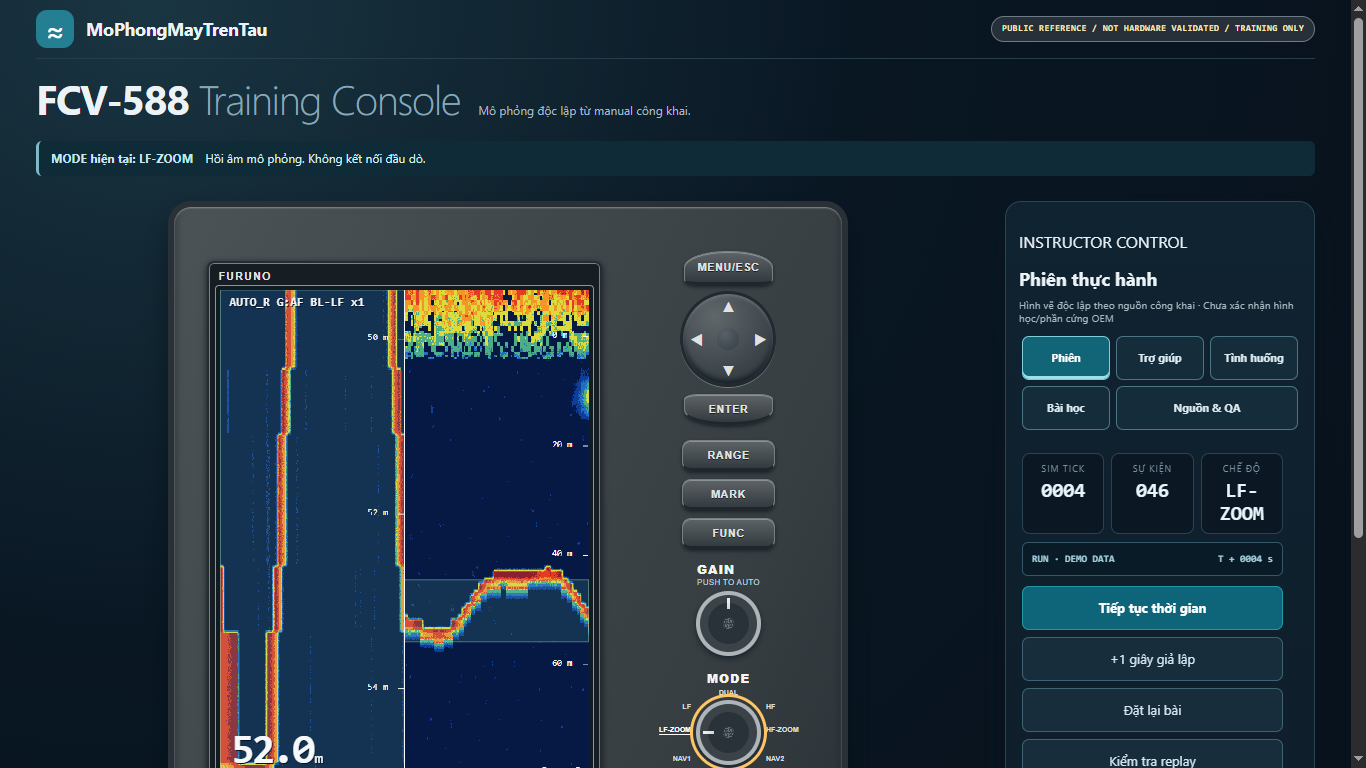 ≈ MoPhongMayTrenTau
PUBLIC REFERENCE / NOT HARDWARE VALIDATED / TRAINING ONLY
FCV-588 Training Console Mô phỏng độc lập từ manual công khai.
MODE hiện tại: LF-ZOOM Hồi âm mô phỏng. Không kết nối đầu dò.
FURUNO
AUTO_R G:AF BL-LF x1
50 m
52 m
54 m
52.0m
0 m
20 m
40 m
60 m
MENU/ESC
ENTER
RANGE
MARK
FUNC
GAIN
PUSH TO AUTO
MODE
DUAL
LF
HF
LF-ZOOM
HF-ZOOM
NAV1
NAV2
INSTRUCTOR CONTROL
Phiên thực hành
Hình vẽ độc lập theo nguồn công khai · Chưa xác nhận hình
học/phần cứng OEM
Phiên
Trợ giúp
Tình huống
Bài học
Nguồn & QA
SIM TICK
0004
SỰ KIỆN
046
CHẾ ĐỘ
LF-
ZOOM
RUN · DEMO DATA
T + 0004 s
Tiếp tục thời gian
+1 giây giả lập
Đặt lại bài
Kiểm tra replay